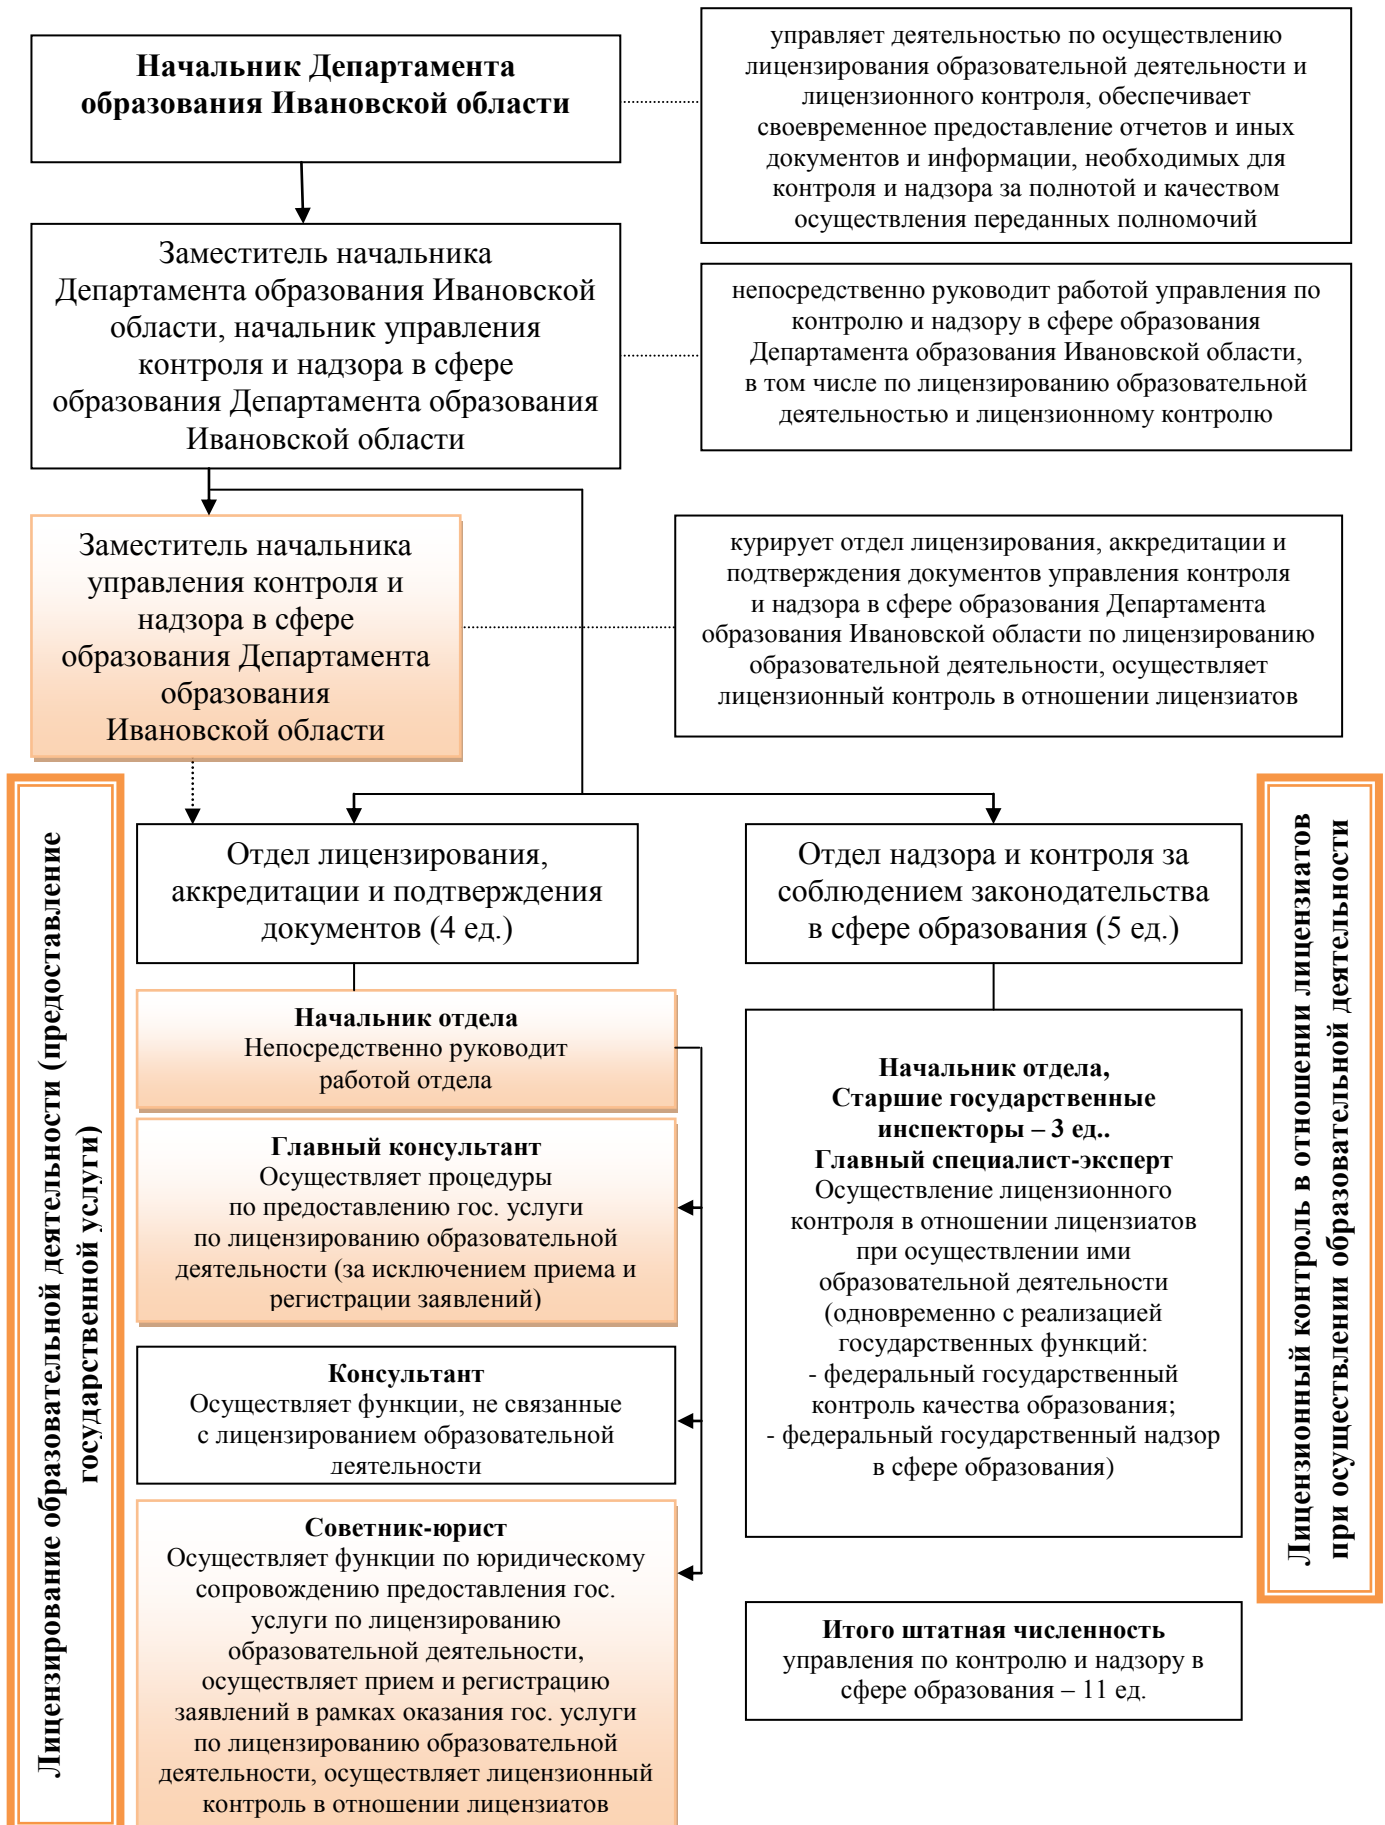 Начальник Департамента
образования Ивановской области
управляет деятельностью по осуществлению
лицензирования образовательной деятельности и
лицензионного контроля, обеспечивает
своевременное предоставление отчетов и иных
документов и информации, необходимых для
контроля и надзора за полнотой и качеством
осуществления переданных полномочий
Заместитель начальника
Департамента образования Ивановской
области, начальник управления
контроля и надзора в сфере
образования Департамента образования
Ивановской области
непосредственно руководит работой управления по
контролю и надзору в сфере образования
Департамента образования Ивановской области,
в том числе по лицензированию образовательной
деятельностью и лицензионному контролю
Заместитель начальника
управления контроля и
надзора в сфере
образования Департамента
образования
Ивановской области
курирует отдел лицензирования, аккредитации и
подтверждения документов управления контроля
и надзора в сфере образования Департамента
образования Ивановской области по лицензированию
образовательной деятельности, осуществляет
лицензионный контроль в отношении лицензиатов
Лицензирование образовательной деятельности (предоставление
государственной услуги)
Отдел лицензирования,
аккредитации и подтверждения
документов (4 ед.)
Начальник отдела
Непосредственно руководит
работой отдела
Главный консультант
Осуществляет процедуры
по предоставлению гос. услуги
по лицензированию образовательной
деятельности (за исключением приема и
регистрации заявлений)
Консультант
Осуществляет функции, не связанные
с лицензированием образовательной
деятельности
Советник-юрист
Осуществляет функции по юридическому
сопровождению предоставления гос.
услуги по лицензированию
образовательной деятельности,
осуществляет прием и регистрацию
заявлений в рамках оказания гос. услуги
по лицензированию образовательной
деятельности, осуществляет лицензионный
контроль в отношении лицензиатов
Отдел надзора и контроля за
соблюдением законодательства
в сфере образования (5 ед.)
Начальник отдела,
Старшие государственные
инспекторы – 3 ед..
Главный специалист-эксперт
Осуществление лицензионного
контроля в отношении лицензиатов
при осуществлении ими
образовательной деятельности
(одновременно с реализацией
государственных функций:
- федеральный государственный
контроль качества образования;
- федеральный государственный надзор
в сфере образования)
Итого штатная численность
управления по контролю и надзору в
сфере образования – 11 ед.
Лицензионный контроль в отношении лицензиатов
при осуществлении образовательной деятельности